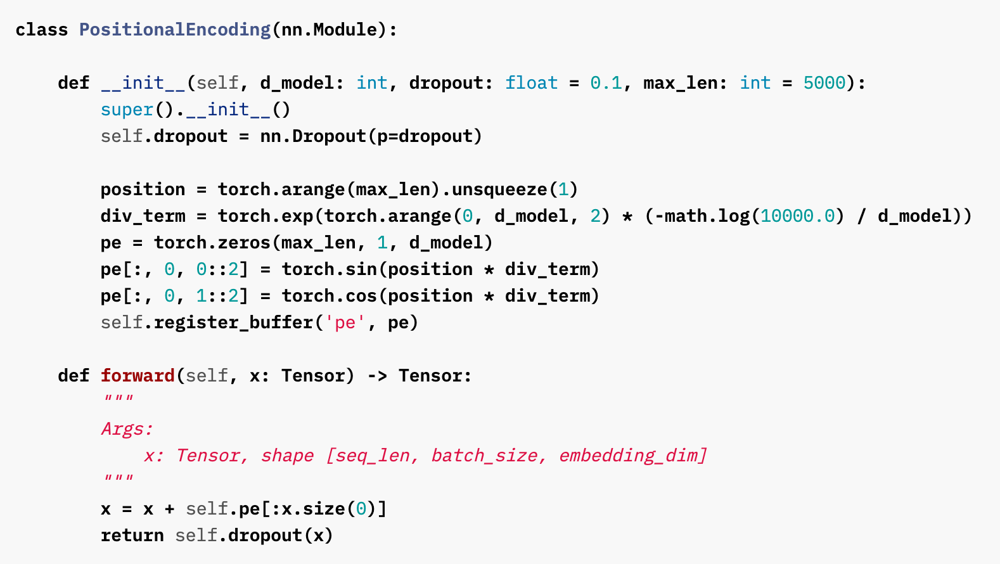 class PositionalEncoding(nn.Module):

    def __init__(self, d_model: int, dropout: float = 0.1, max_len: int = 5000):
        super().__init__()
        self.dropout = nn.Dropout(p=dropout)

        position = torch.arange(max_len).unsqueeze(1)
        div_term = torch.exp(torch.arange(0, d_model, 2) * (-math.log(10000.0) / d_model))
        pe = torch.zeros(max_len, 1, d_model)
        pe[:, 0, 0::2] = torch.sin(position * div_term)
        pe[:, 0, 1::2] = torch.cos(position * div_term)
        self.register_buffer('pe', pe)

    def forward(self, x: Tensor) -> Tensor:
        """
        Args:
            x: Tensor, shape [seq_len, batch_size, embedding_dim]
        """
        x = x + self.pe[:x.size(0)]
        return self.dropout(x)